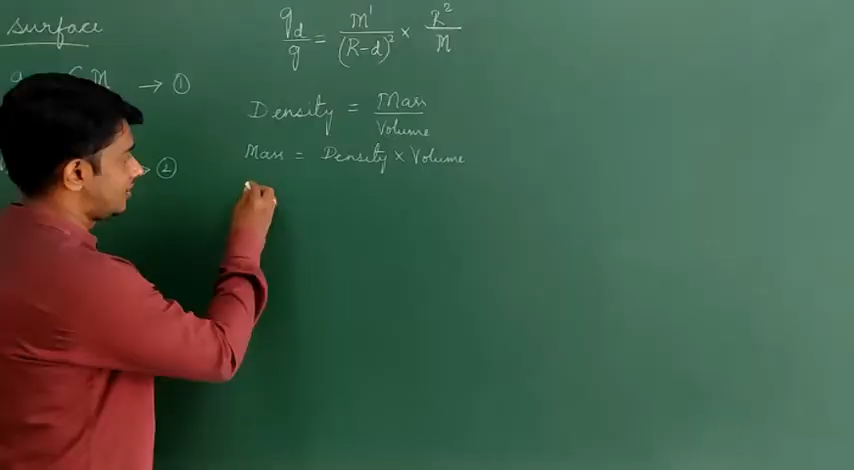 surface
g_d/g = M'/(R-d)² × R²/M
→ ①
Density = Mass/Volume
Mass = Density × Volume
②